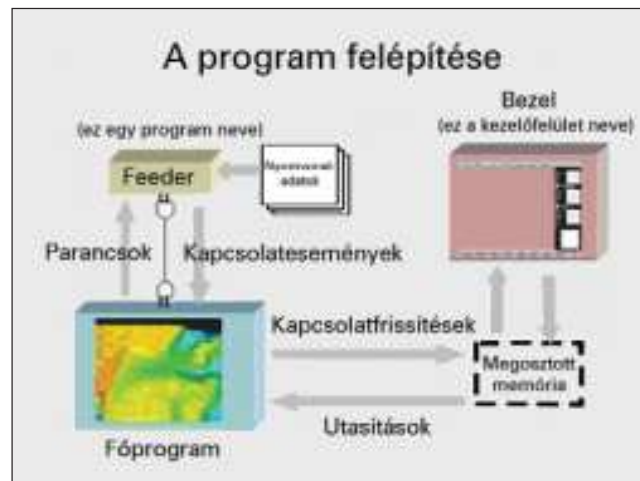 A program felépítése
(ez egy program neve)
Bezel
(ez a kezelőfelület neve)
Feeder
adatok
Parancsok
Kapcsolatesemények
Kapcsolatfrissítések
Megosztott
memória
Utasítások
Főprogram